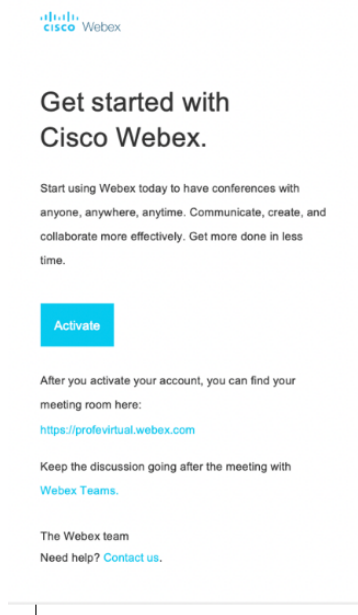 CISCO Webex
Get started with
Cisco Webex.
Start using Webex today to have conferences with
anyone, anywhere, anytime. Communicate, create, and
collaborate more effectively. Get more done in less
time.
Activate
After you activate your account, you can find your
meeting room here:
https://profevirtual.webex.com
Keep the discussion going after the meeting with
Webex Teams.
The Webex team
Need help? Contact us.